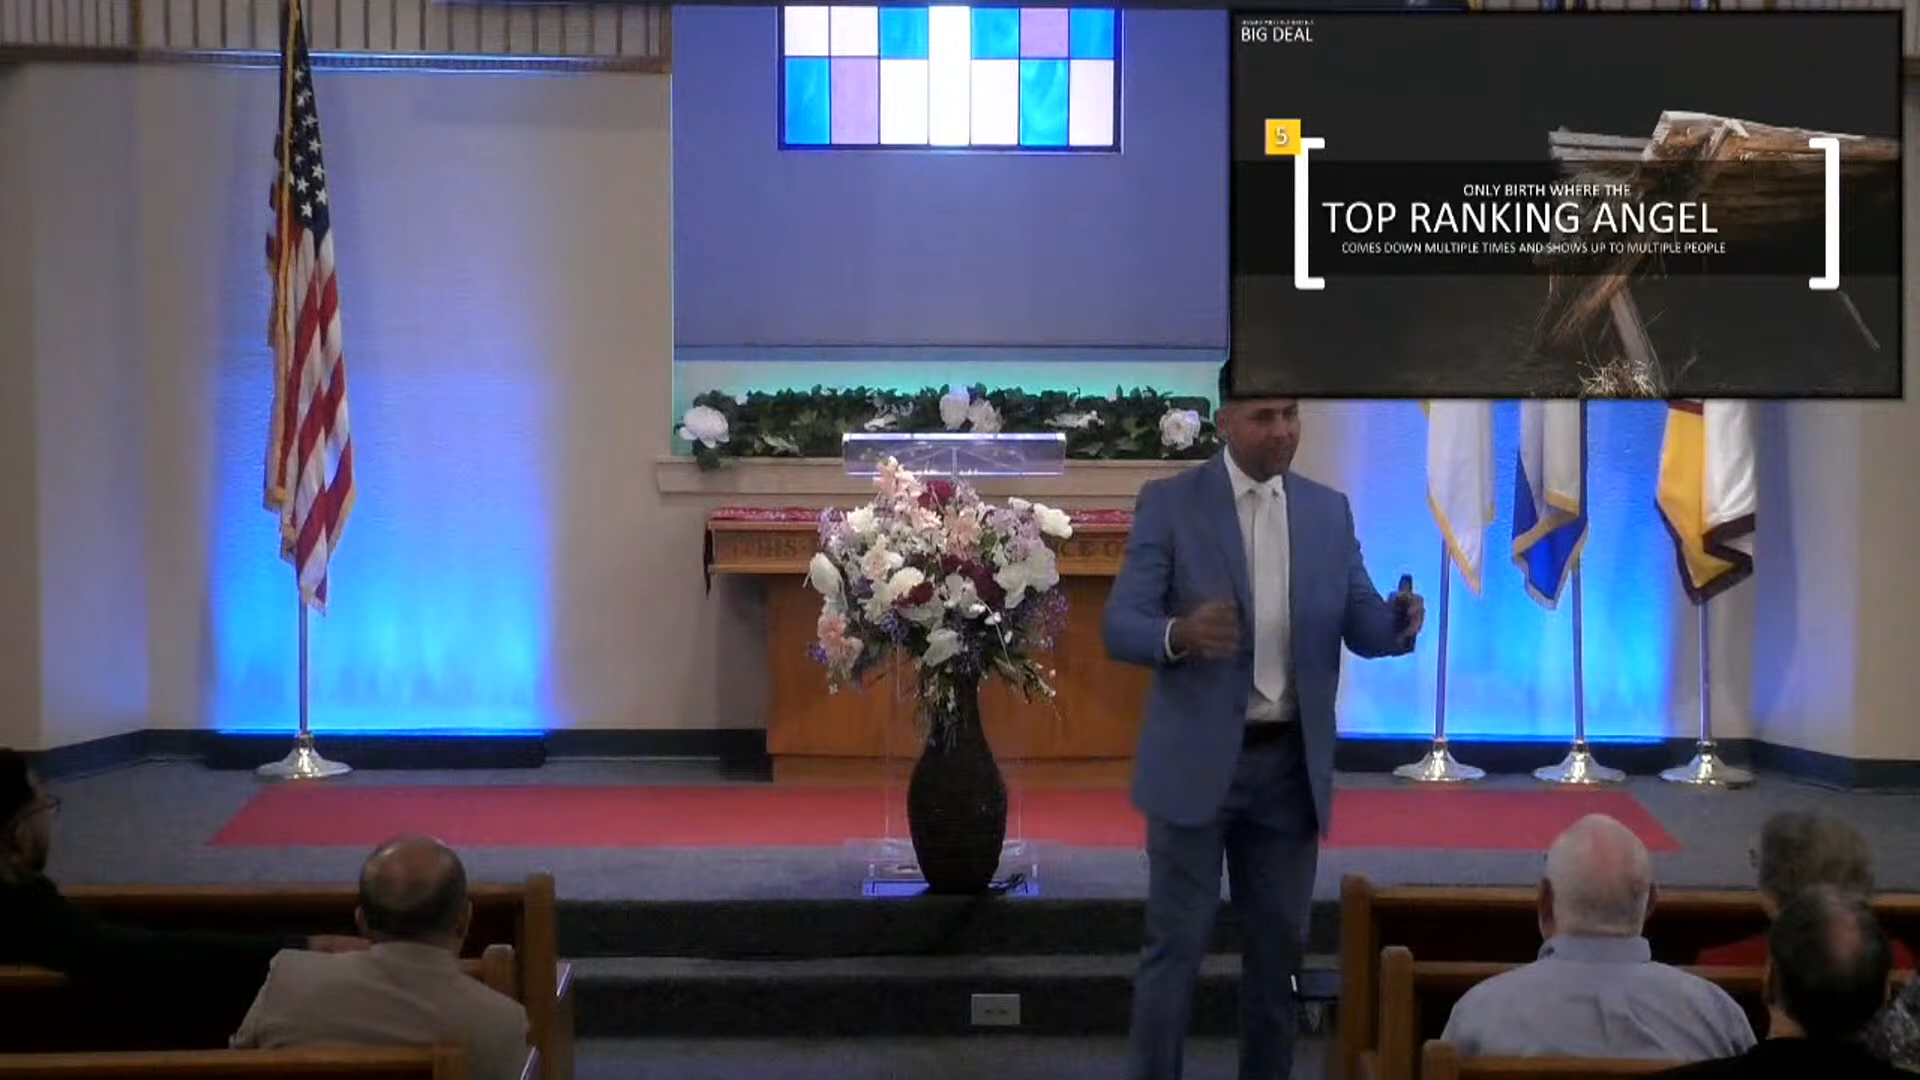 BIG DEAL
5
ONLY BIRTH WHERE THE
TOP RANKING ANGEL
COMES DOWN MULTIPLE TIMES AND SHOWS UP TO MULTIPLE PEOPLE
THIS